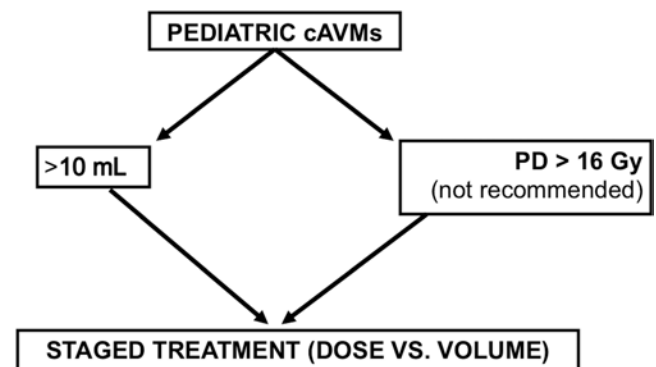 PEDIATRIC cAVMs
>10 mL
PD > 16 Gy
(not recommended)
STAGED TREATMENT (DOSE VS. VOLUME)